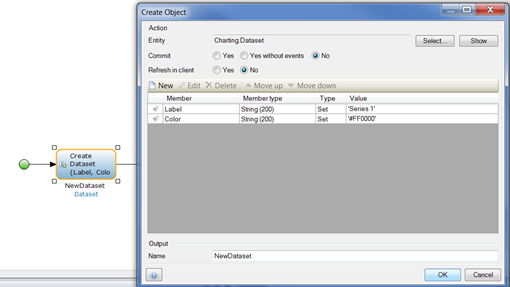 Create Object
Action
Entity Charting.Dataset Select... Show
Commit Yes Yes without events No
Refresh in client Yes No
New Edit Delete Move up Move down
Member Member type Type Value
Label String (200) Set 'Series 1'
Color String (200) Set '#FF0000'
Output
Name NewDataset
OK Cancel
Create
Dataset
(Label, Colo
NewDataset
Dataset